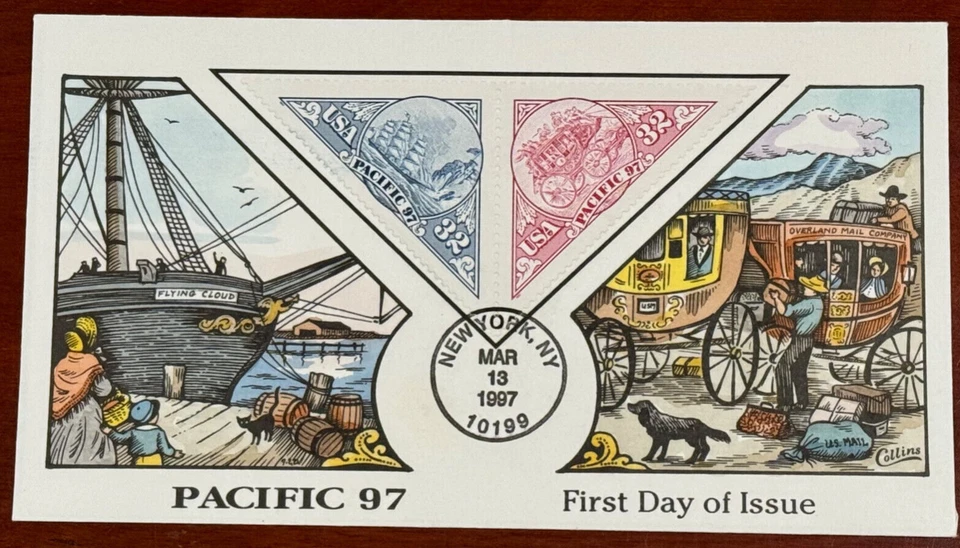 USA
PACIFIC 97
32
32
PACIFIC 97
USA
FLYING CLOUD
OVERLAND MAIL COMPANY
NEW YORK, NY
MAR
13
1997
10199
U.S. MAIL
Collins
PACIFIC 97
First Day of Issue